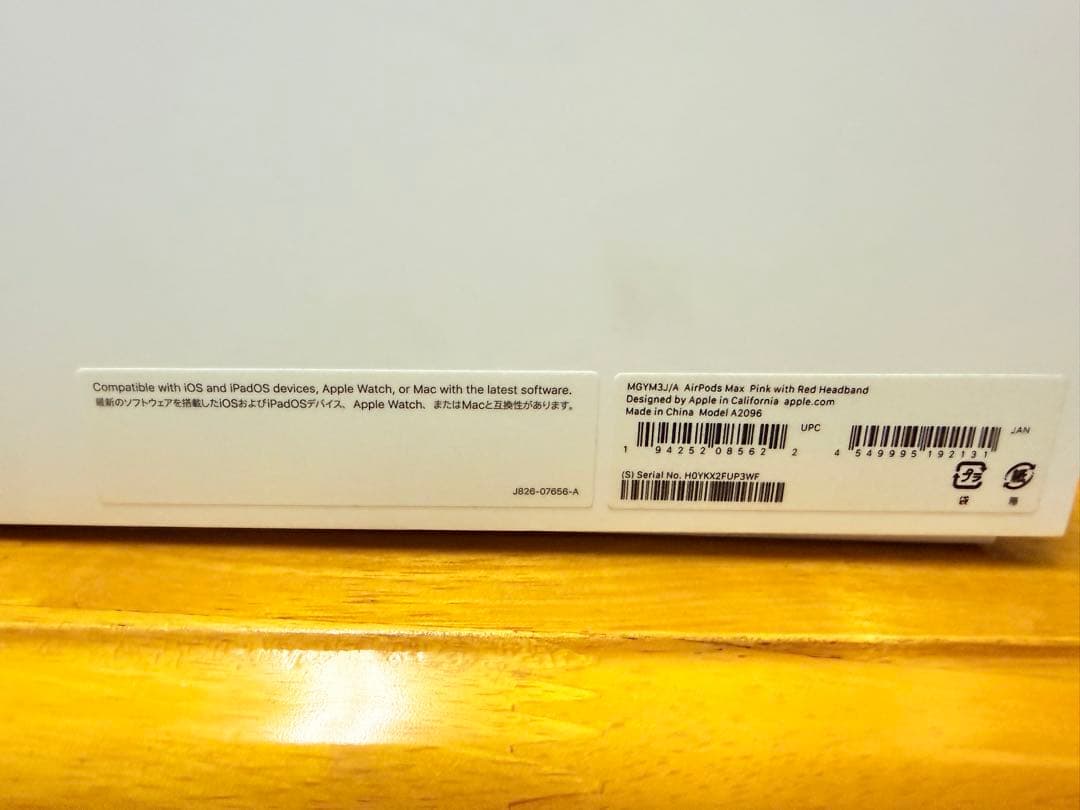 Compatible with iOS and iPadOS devices, Apple Watch, or Mac with the latest software.
最新のソフトウェアを搭載したiOSおよびiPadOSデバイス、Apple Watch、またはMacと互換性があります。
J826-07656-A
MGYM3J/A AirPods Max Pink with Red Headband
Designed by Apple in California apple.com
Made in China Model A2096
UPC
1 94252 08562 2
JAN
4 549995 192131
(S) Serial No. H0YKX2FUP3WF
プラ
紙
袋